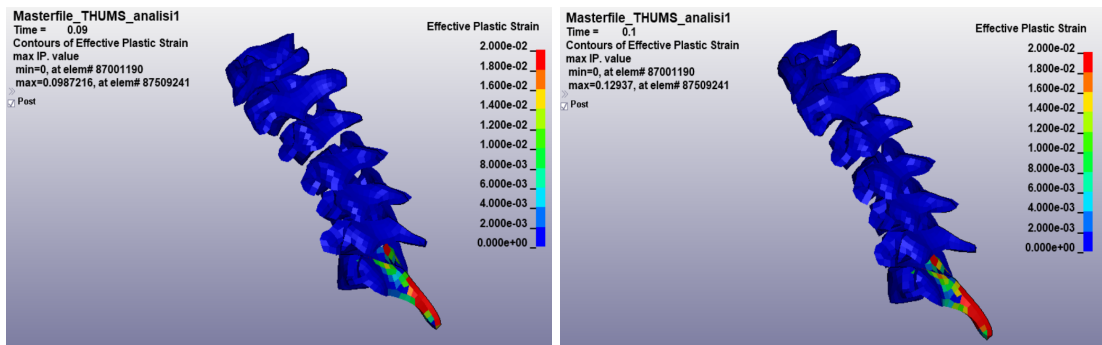 Masterfile_THUMS_analisi1
Time = 0.09
Contours of Effective Plastic Strain
max IP. value
min=0, at elem# 87001190
max=0.0987216, at elem# 87509241
Post
Effective Plastic Strain
2.000e-02
1.800e-02
1.600e-02
1.400e-02
1.200e-02
1.000e-02
8.000e-03
6.000e-03
4.000e-03
2.000e-03
0.000e+00
Masterfile_THUMS_analisi1
Time = 0.1
Contours of Effective Plastic Strain
max IP. value
min=0, at elem# 87001190
max=0.12937, at elem# 87509241
Post
Effective Plastic Strain
2.000e-02
1.800e-02
1.600e-02
1.400e-02
1.200e-02
1.000e-02
8.000e-03
6.000e-03
4.000e-03
2.000e-03
0.000e+00